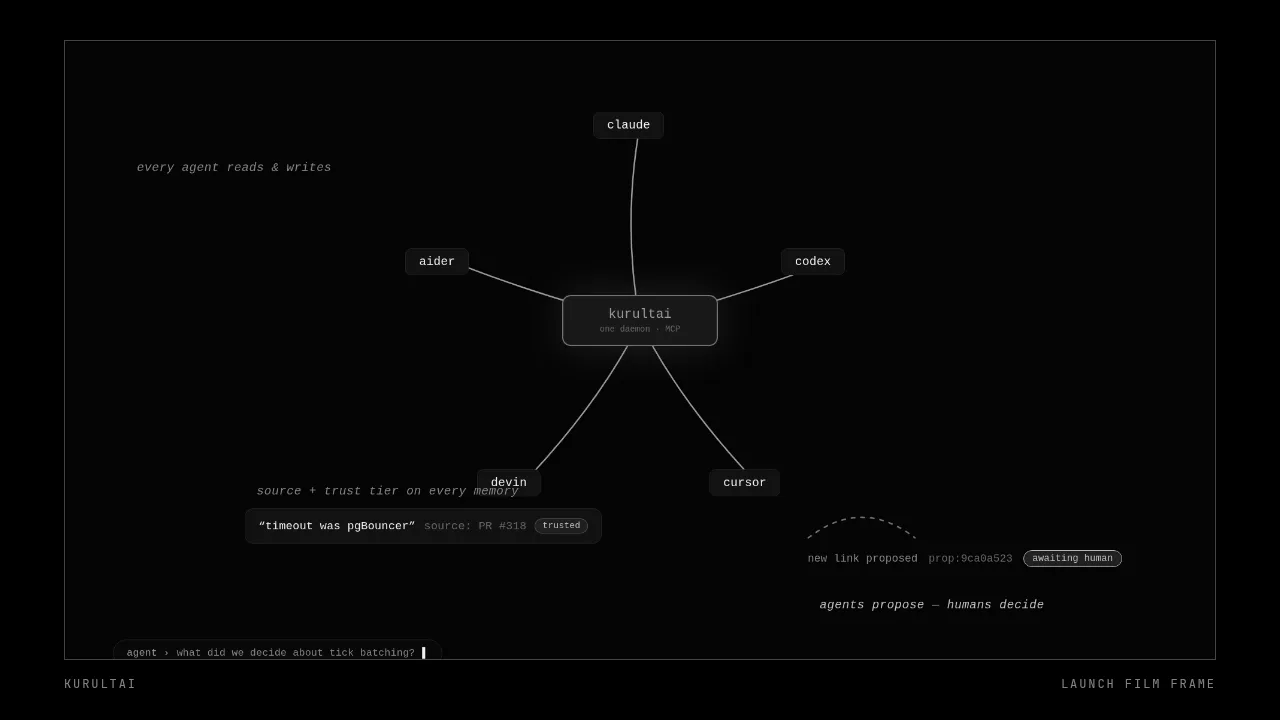 claude
every agent reads & writes
aider
codex
kurultai
one daemon · MCP
devin
cursor
source + trust tier on every memory
“timeout was pgBouncer” source: PR #318 trusted
new link proposed prop:9ca0a523 awaiting human
agents propose — humans decide
agent › what did we decide about tick batching?
KURULTAI
LAUNCH FILM FRAME